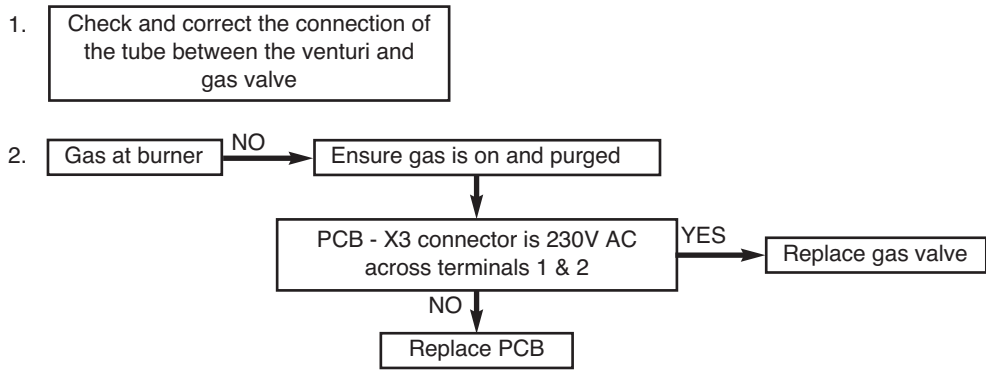 1. Check and correct the connection of
the tube between the venturi and
gas valve
2. Gas at burner NO Ensure gas is on and purged
PCB - X3 connector is 230V AC
across terminals 1 & 2
YES
Replace gas valve
NO
Replace PCB